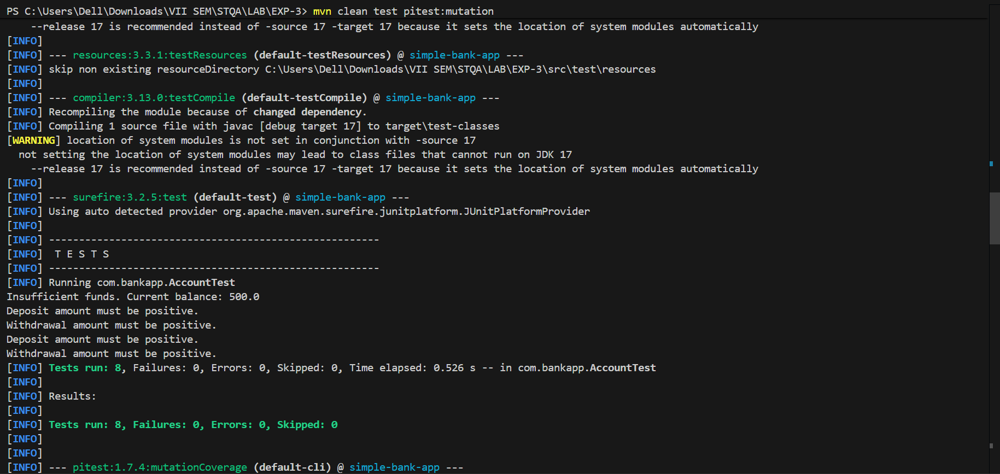 PS C:\Users\Dell\Downloads\VII SEM\STQA\LAB\EXP-3> mvn clean test pitest:mutation
    --release 17 is recommended instead of -source 17 -target 17 because it sets the location of system modules automatically
[INFO]
[INFO] --- resources:3.3.1:testResources (default-testResources) @ simple-bank-app ---
[INFO] skip non existing resourceDirectory C:\Users\Dell\Downloads\VII SEM\STQA\LAB\EXP-3\src\test\resources
[INFO]
[INFO] --- compiler:3.13.0:testCompile (default-testCompile) @ simple-bank-app ---
[INFO] Recompiling the module because of changed dependency.
[INFO] Compiling 1 source file with javac [debug target 17] to target\test-classes
[WARNING] location of system modules is not set in conjunction with -source 17
  not setting the location of system modules may lead to class files that cannot run on JDK 17
    --release 17 is recommended instead of -source 17 -target 17 because it sets the location of system modules automatically
[INFO]
[INFO] --- surefire:3.2.5:test (default-test) @ simple-bank-app ---
[INFO] Using auto detected provider org.apache.maven.surefire.junitplatform.JUnitPlatformProvider
[INFO]
[INFO] -------------------------------------------------------
[INFO]  T E S T S
[INFO] -------------------------------------------------------
[INFO] Running com.bankapp.AccountTest
Insufficient funds. Current balance: 500.0
Deposit amount must be positive.
Withdrawal amount must be positive.
Deposit amount must be positive.
Withdrawal amount must be positive.
[INFO] Tests run: 8, Failures: 0, Errors: 0, Skipped: 0, Time elapsed: 0.526 s -- in com.bankapp.AccountTest
[INFO]
[INFO] Results:
[INFO]
[INFO] Tests run: 8, Failures: 0, Errors: 0, Skipped: 0
[INFO]
[INFO]
[INFO] --- pitest:1.7.4:mutationCoverage (default-cli) @ simple-bank-app ---